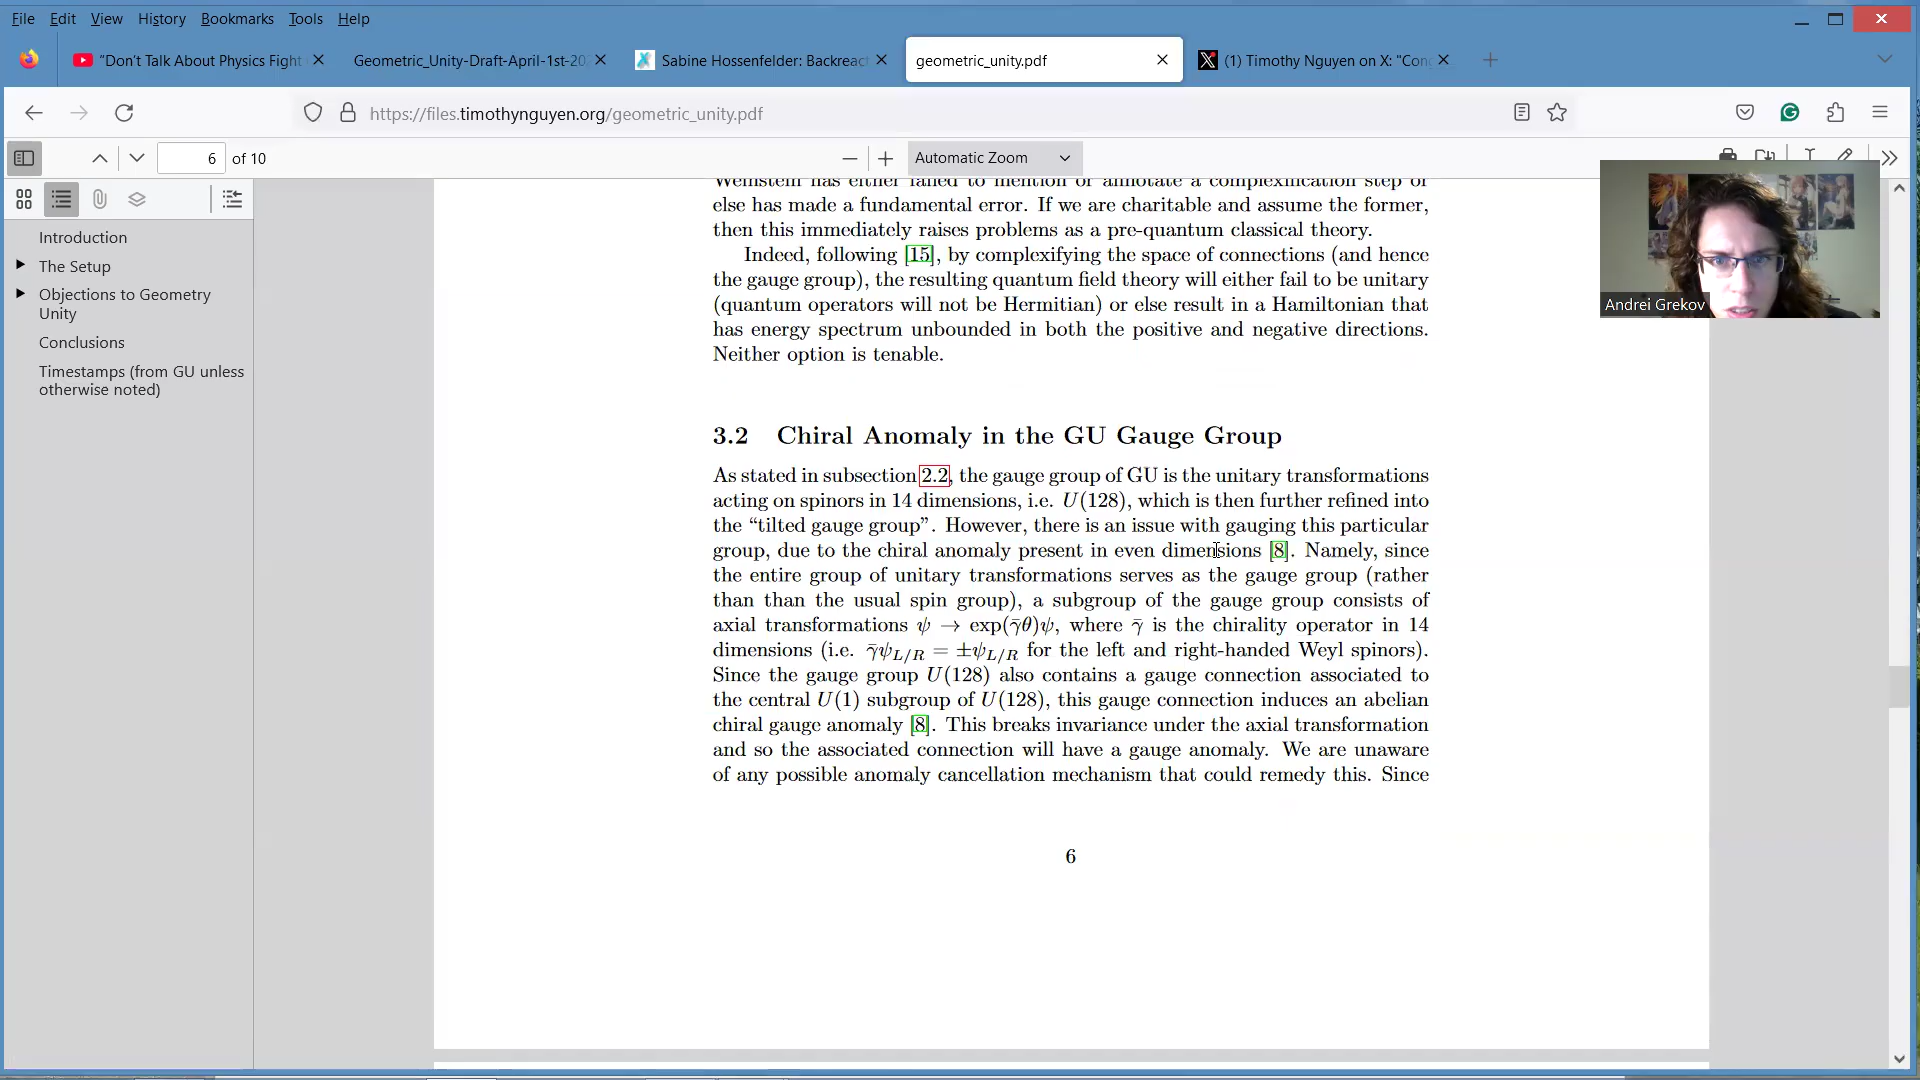 File Edit View History Bookmarks Tools Help
"Don't Talk About Physics Fight
Geometric_Unity-Draft-April-1st-20
Sabine Hossenfelder: Backreac
geometric_unity.pdf
(1) Timothy Nguyen on X: "Con
https://files.timothynguyen.org/geometric_unity.pdf
6 of 10
Automatic Zoom
Introduction
The Setup
Objections to Geometry
Unity
Conclusions
Timestamps (from GU unless
otherwise noted)
Andrei Grekov
Weinstein has either failed to mention or annotate a complexification step or
else has made a fundamental error. If we are charitable and assume the former,
then this immediately raises problems as a pre-quantum classical theory.
Indeed, following [15], by complexifying the space of connections (and hence
the gauge group), the resulting quantum field theory will either fail to be unitary
(quantum operators will not be Hermitian) or else result in a Hamiltonian that
has energy spectrum unbounded in both the positive and negative directions.
Neither option is tenable.
3.2 Chiral Anomaly in the GU Gauge Group
As stated in subsection 2.2, the gauge group of GU is the unitary transformations
acting on spinors in 14 dimensions, i.e. U(128), which is then further refined into
the “tilted gauge group”. However, there is an issue with gauging this particular
group, due to the chiral anomaly present in even dimensions [8]. Namely, since
the entire group of unitary transformations serves as the gauge group (rather
than than the usual spin group), a subgroup of the gauge group consists of
axial transformations ψ → exp(γ̄θ)ψ, where γ̄ is the chirality operator in 14
dimensions (i.e. γ̄ψ_{L/R} = ±ψ_{L/R} for the left and right-handed Weyl spinors).
Since the gauge group U(128) also contains a gauge connection associated to
the central U(1) subgroup of U(128), this gauge connection induces an abelian
chiral gauge anomaly [8]. This breaks invariance under the axial transformation
and so the associated connection will have a gauge anomaly. We are unaware
of any possible anomaly cancellation mechanism that could remedy this. Since
6